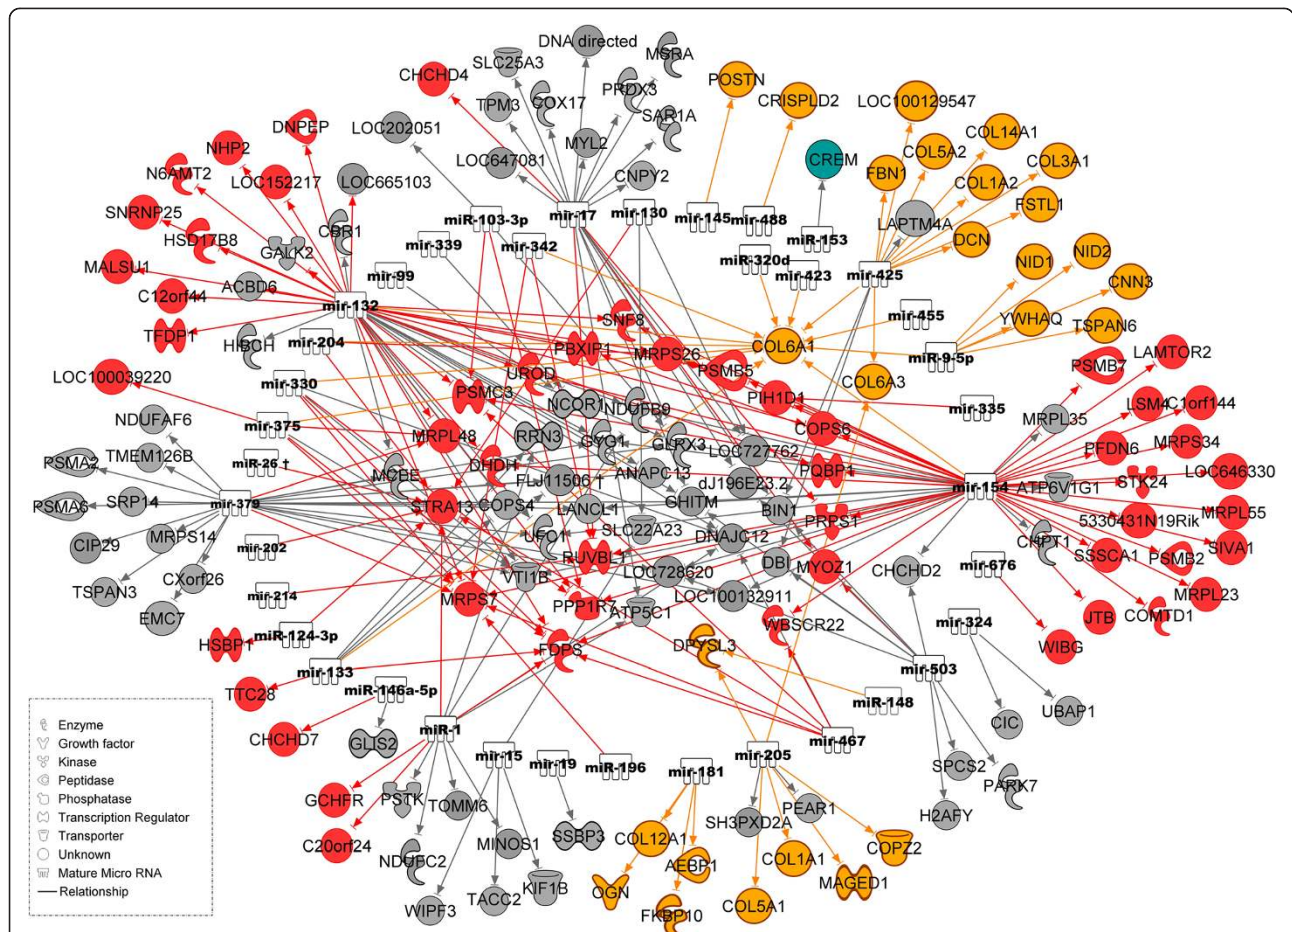 DNA directed
SLC25A3
MSRA
CHCHD4
PRDX3
POSTN
COX17
CRISPLD2
LOC100129547
TPM3
SAR1A
DNPEP
LOC202051
COL14A1
NHP2
MYL2
CREM
COL5A2
COL3A1
LOC647081
N6AMT2
LOC152217
LOC665103
CNPY2
FBN1
COL1A2
FSTL1
SNRNP25
miR-103-3p
mir-17
mir-130
mir-145
mir-488
LAPTM4A
CBR1
HSD17B8
GALK2
mir-339
mir-342
miR-153
DCN
NID2
MALSU1
miR-320d
NID1
ACBD6
mir-99
mir-423
mir-425
CNN3
C12orf44
mir-132
SNF8
mir-455
YWHAQ
TSPAN6
TFDP1
HIBCH
mir-204
PBXIP1
MRPS26
COL6A1
miR-9-5p
LAMTOR2
PSMB7
LOC100039220
mir-330
UROD
PSMB5
COL6A3
PSMC3
PIH1D1
mir-335
LSM4
C1orf144
NDUFAF6
mir-375
NCOR1
NDUFB9
MRPL35
MRPL48
RRN3
GYG1
GLRX3
COPS6
PFDN6
MRPS34
PSMA2
TMEM126B
miR-26 †
MCBE
DHDH
ANAPC13
LOC727762
PQBP1
LOC646330
FLJ11506 †
dJ196E23.2
mir-154
ATP6V1G1
STK24
PSMA6
SRP14
mir-379
STRA13
COPS4
LANCL1
GHITM
BIN1
MRPL55
PRPS1
5330431N19Rik
CIP29
MRPS14
mir-202
UFC1
SLC22A23
DNAJC12
CHPT1
SIVA1
RUVBL1
SSSCA1
PSMB2
CXorf26
VTI1B
LOC728620
DBI
MYOZ1
CHCHD2
mir-676
TSPAN3
mir-214
MRPS7
LOC100132911
MRPL23
EMC7
PPP1R7
ATP5C1
JTB
COMTD1
WBSCR22
mir-324
HSBP1
miR-124-3p
FDPS
DPYSL3
WIBG
mir-133
mir-503
TTC28
miR-146a-5p
mir-148
UBAP1
Enzyme
CIC
CHCHD7
GLIS2
miR-1
mir-467
Growth factor
mir-15
mir-205
Kinase
mir-19
miR-196
mir-181
SPCS2
Peptidase
PARK7
Phosphatase
GCHFR
PSTK
TOMM6
PEAR1
H2AFY
Transcription Regulator
SH3PXD2A
Transporter
C20orf24
MINOS1
SSBP3
COL12A1
COPZ2
Unknown
NDUFC2
AEBP1
COL1A1
Mature Micro RNA
MAGED1
Relationship
KIF1B
OGN
TACC2
COL5A1
WIPF3
FKBP10